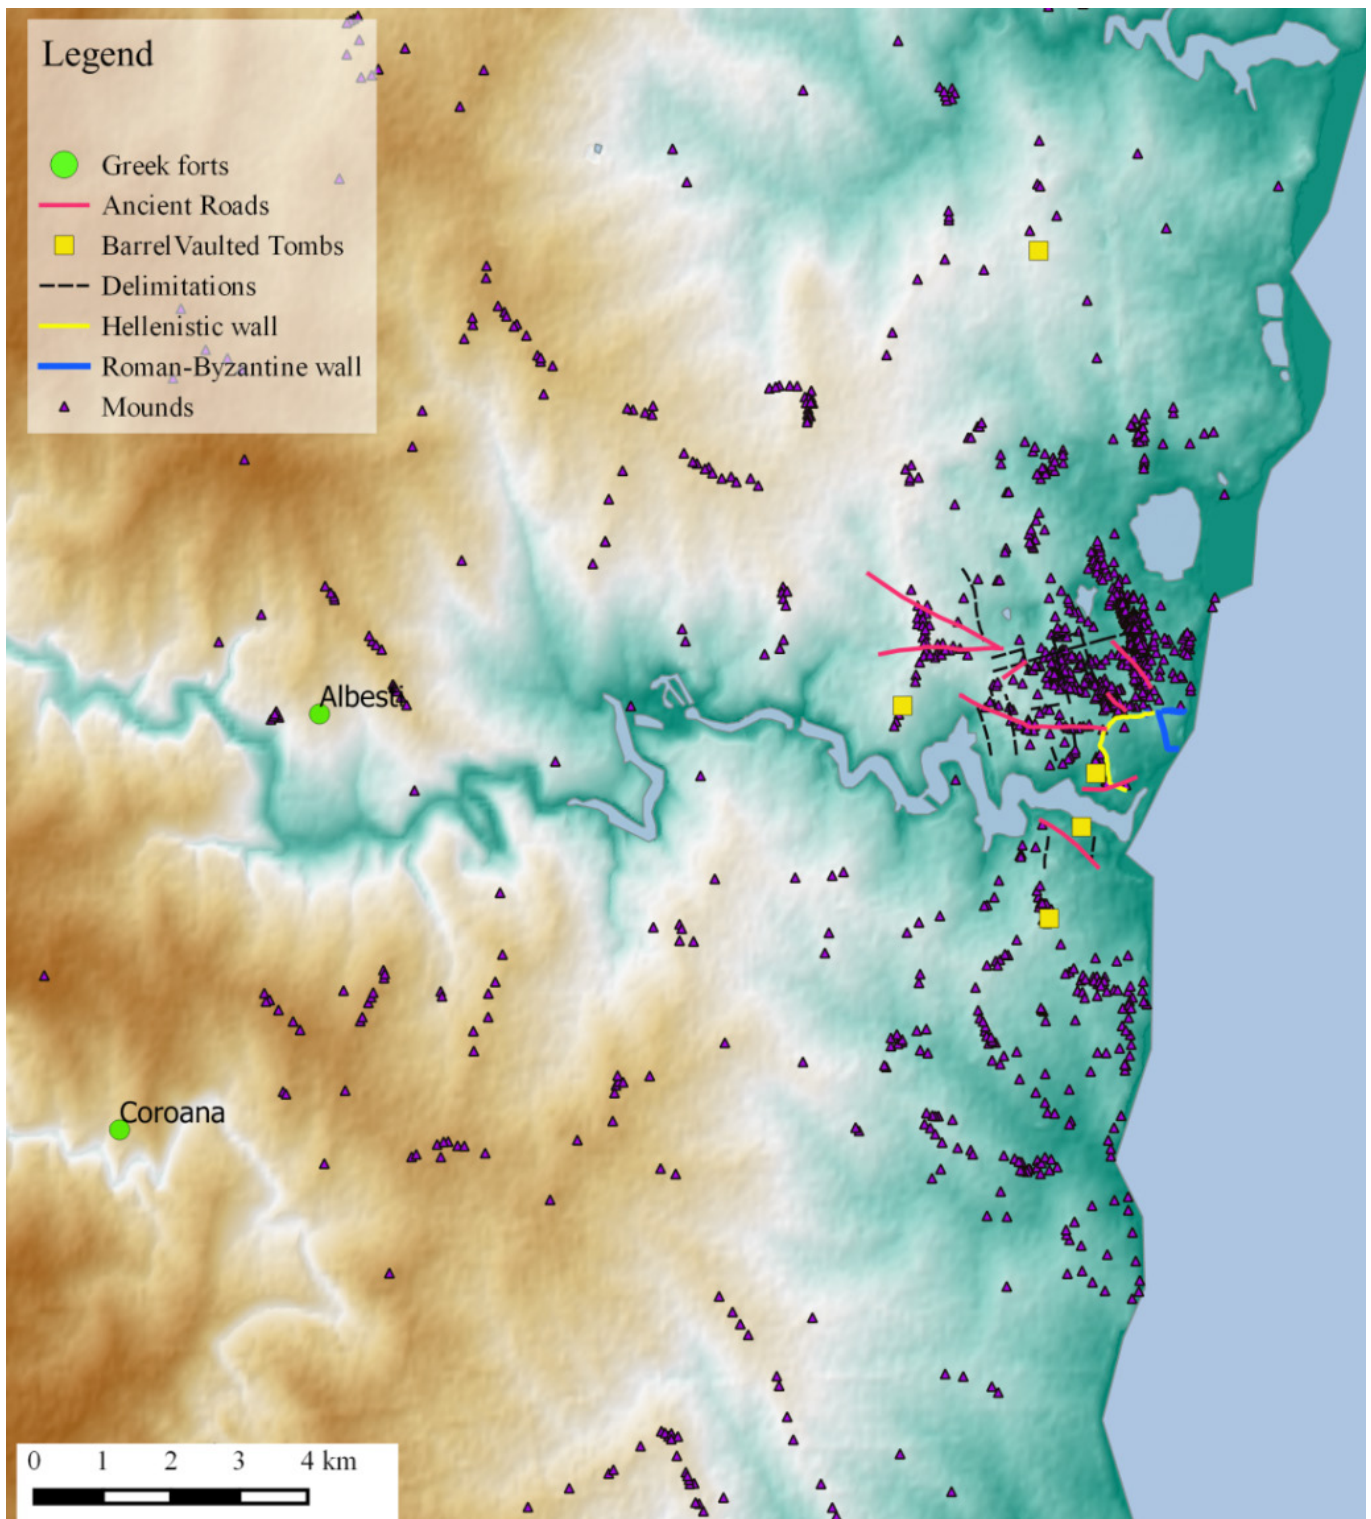 Legend
Greek forts
Ancient Roads
Barrel Vaulted Tombs
Delimitations
Hellenistic wall
Roman-Byzantine wall
Mounds
Albesti
Coroana
0 1 2 3 4 km